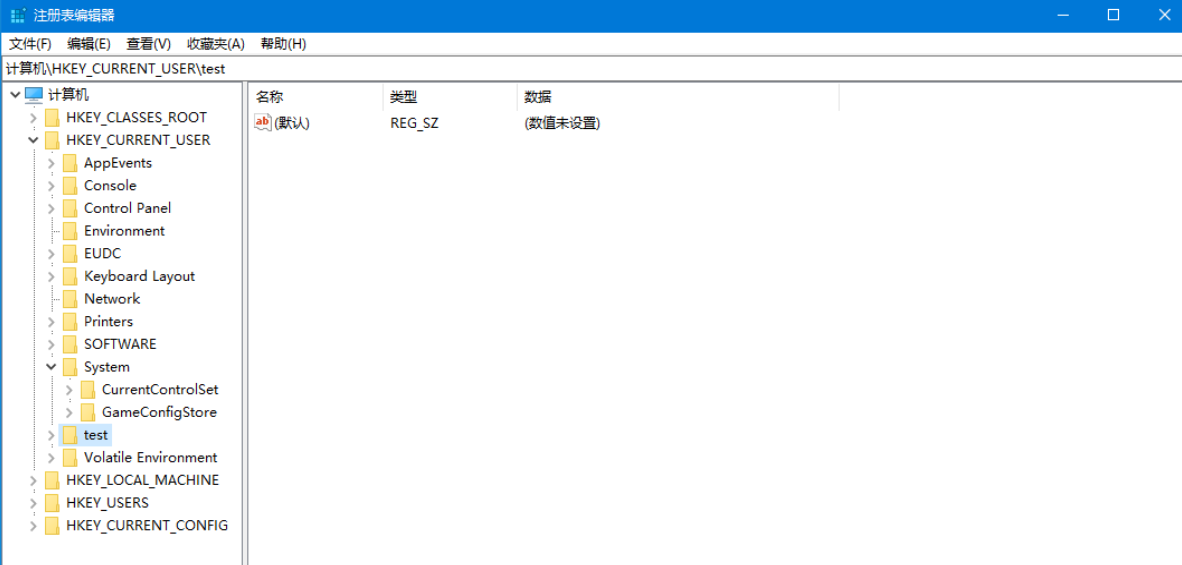 注册表编辑器
文件(F) 编辑(E) 查看(V) 收藏夹(A) 帮助(H)
计算机\HKEY_CURRENT_USER\test
计算机
HKEY_CLASSES_ROOT
HKEY_CURRENT_USER
AppEvents
Console
Control Panel
Environment
EUDC
Keyboard Layout
Network
Printers
SOFTWARE
System
CurrentControlSet
GameConfigStore
test
Volatile Environment
HKEY_LOCAL_MACHINE
HKEY_USERS
HKEY_CURRENT_CONFIG
名称 类型 数据
ab (默认) REG_SZ (数值未设置)